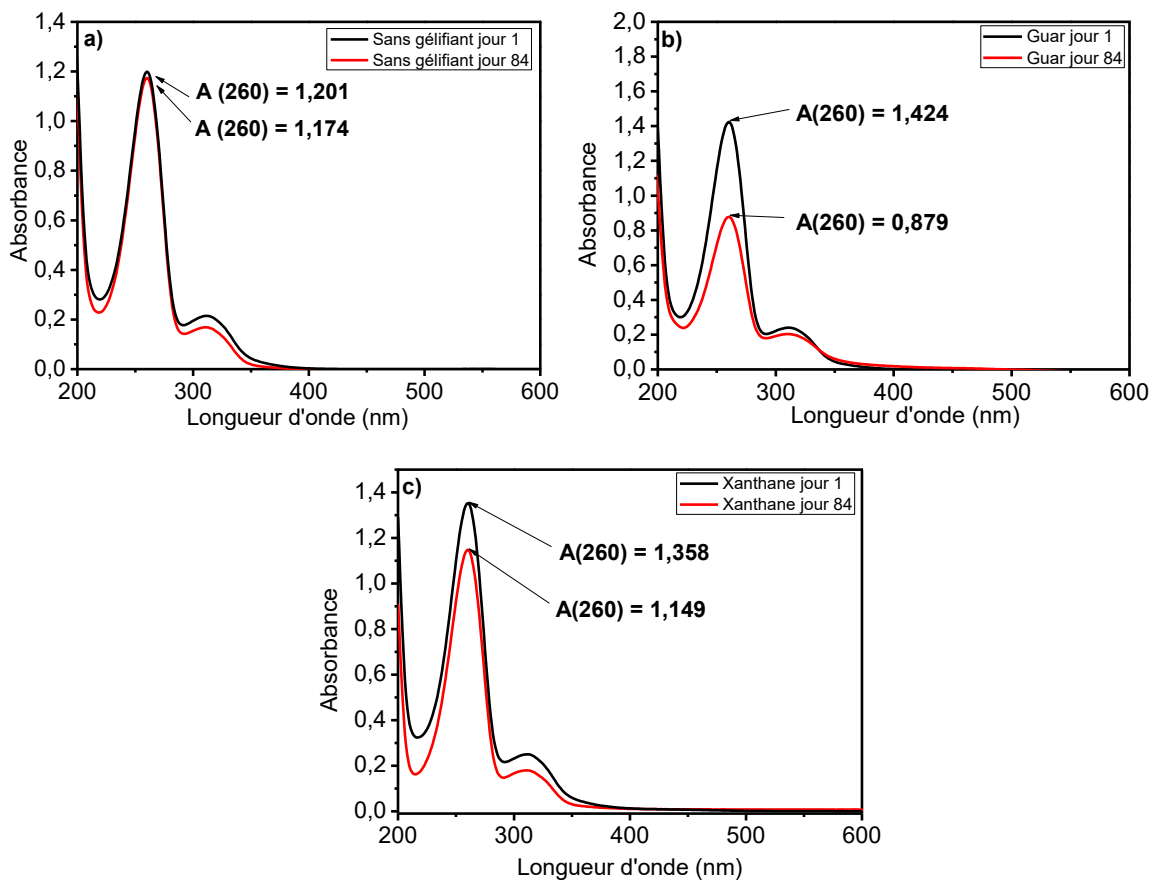 a)
Sans gélifiant jour 1
Sans gélifiant jour 84
A (260) = 1,201
A (260) = 1,174
1,2
1,0
0,8
0,6
0,4
0,2
0,0
200 300 400 500 600
Absorbance
Longueur d'onde (nm)
b)
Guar jour 1
Guar jour 84
A(260) = 1,424
A(260) = 0,879
2,0
1,8
1,6
1,4
1,2
1,0
0,8
0,6
0,4
0,2
0,0
200 300 400 500 600
Absorbance
Longueur d'onde (nm)
c)
Xanthane jour 1
Xanthane jour 84
A(260) = 1,358
A(260) = 1,149
1,4
1,2
1,0
0,8
0,6
0,4
0,2
0,0
200 300 400 500 600
Absorbance
Longueur d'onde (nm)